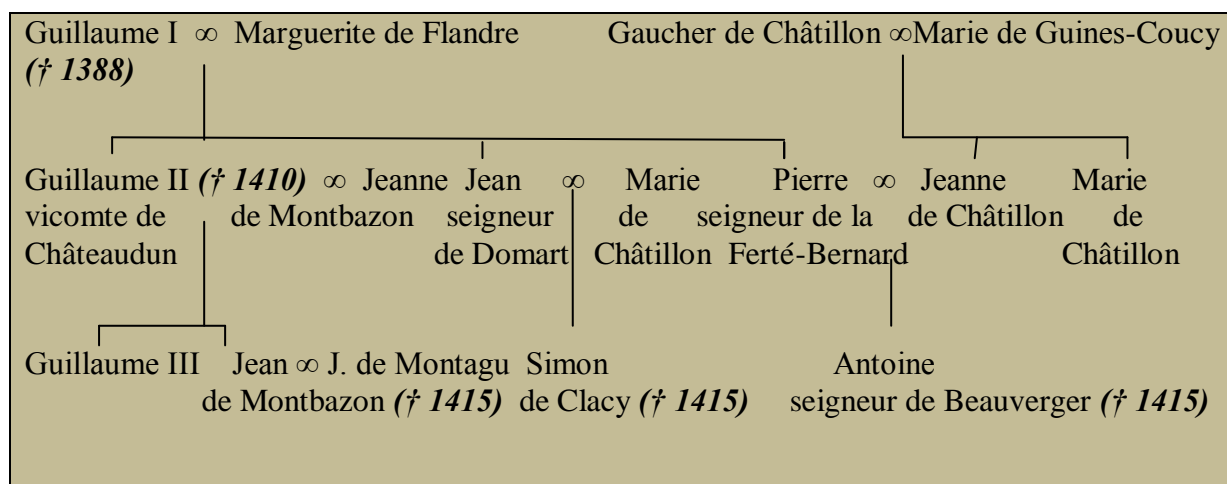 Guillaume I ∞ Marguerite de Flandre Gaucher de Châtillon ∞Marie de Guines-Coucy
(† 1388)
Guillaume II († 1410) ∞ Jeanne Jean ∞ Marie Pierre ∞ Jeanne Marie
vicomte de de Montbazon seigneur de seigneur de la de Châtillon de
Châteaudun de Domart Châtillon Ferté-Bernard Châtillon
Guillaume III Jean ∞ J. de Montagu Simon Antoine
de Montbazon († 1415) de Clacy († 1415) seigneur de Beauverger († 1415)